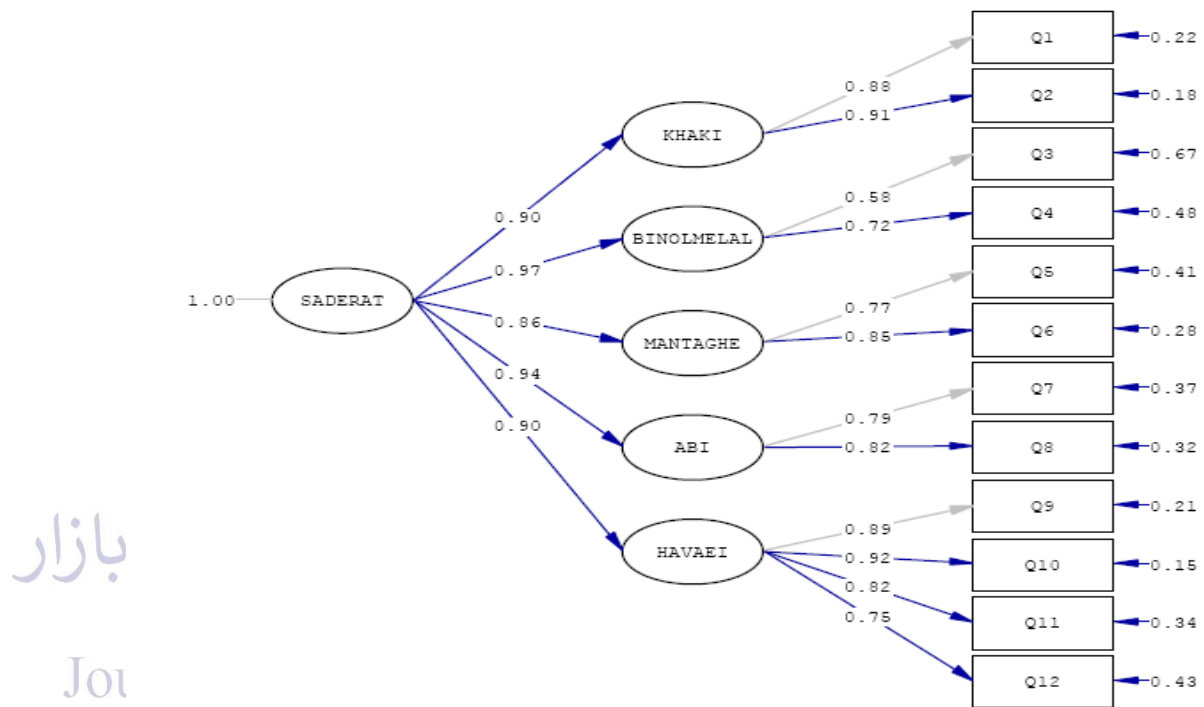 Q1
0.22
0.88
Q2
0.18
0.91
KHAKI
Q3
0.67
0.58
0.90
Q4
0.48
0.72
BINOLMELAL
0.97
Q5
0.41
1.00
SADERAT
0.77
0.86
MANTAGHE
0.85
Q6
0.28
0.94
Q7
0.37
0.79
0.90
ABI
0.82
Q8
0.32
Q9
0.21
0.89
بازار
HAVAEI
0.92
Q10
0.15
0.82
0.75
Q11
0.34
Jou
Q12
0.43